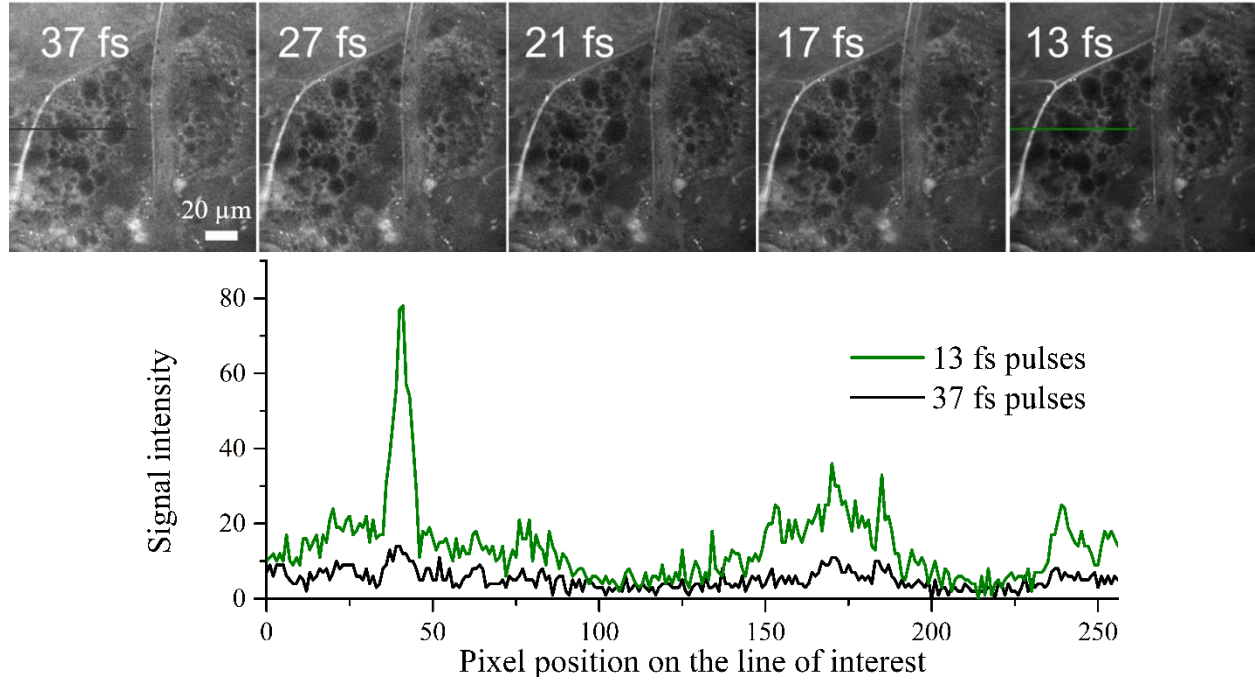 37 fs
27 fs
21 fs
17 fs
13 fs
20 µm
80
60
40
20
0
Signal intensity
13 fs pulses
37 fs pulses
0
50
100
150
200
250
Pixel position on the line of interest